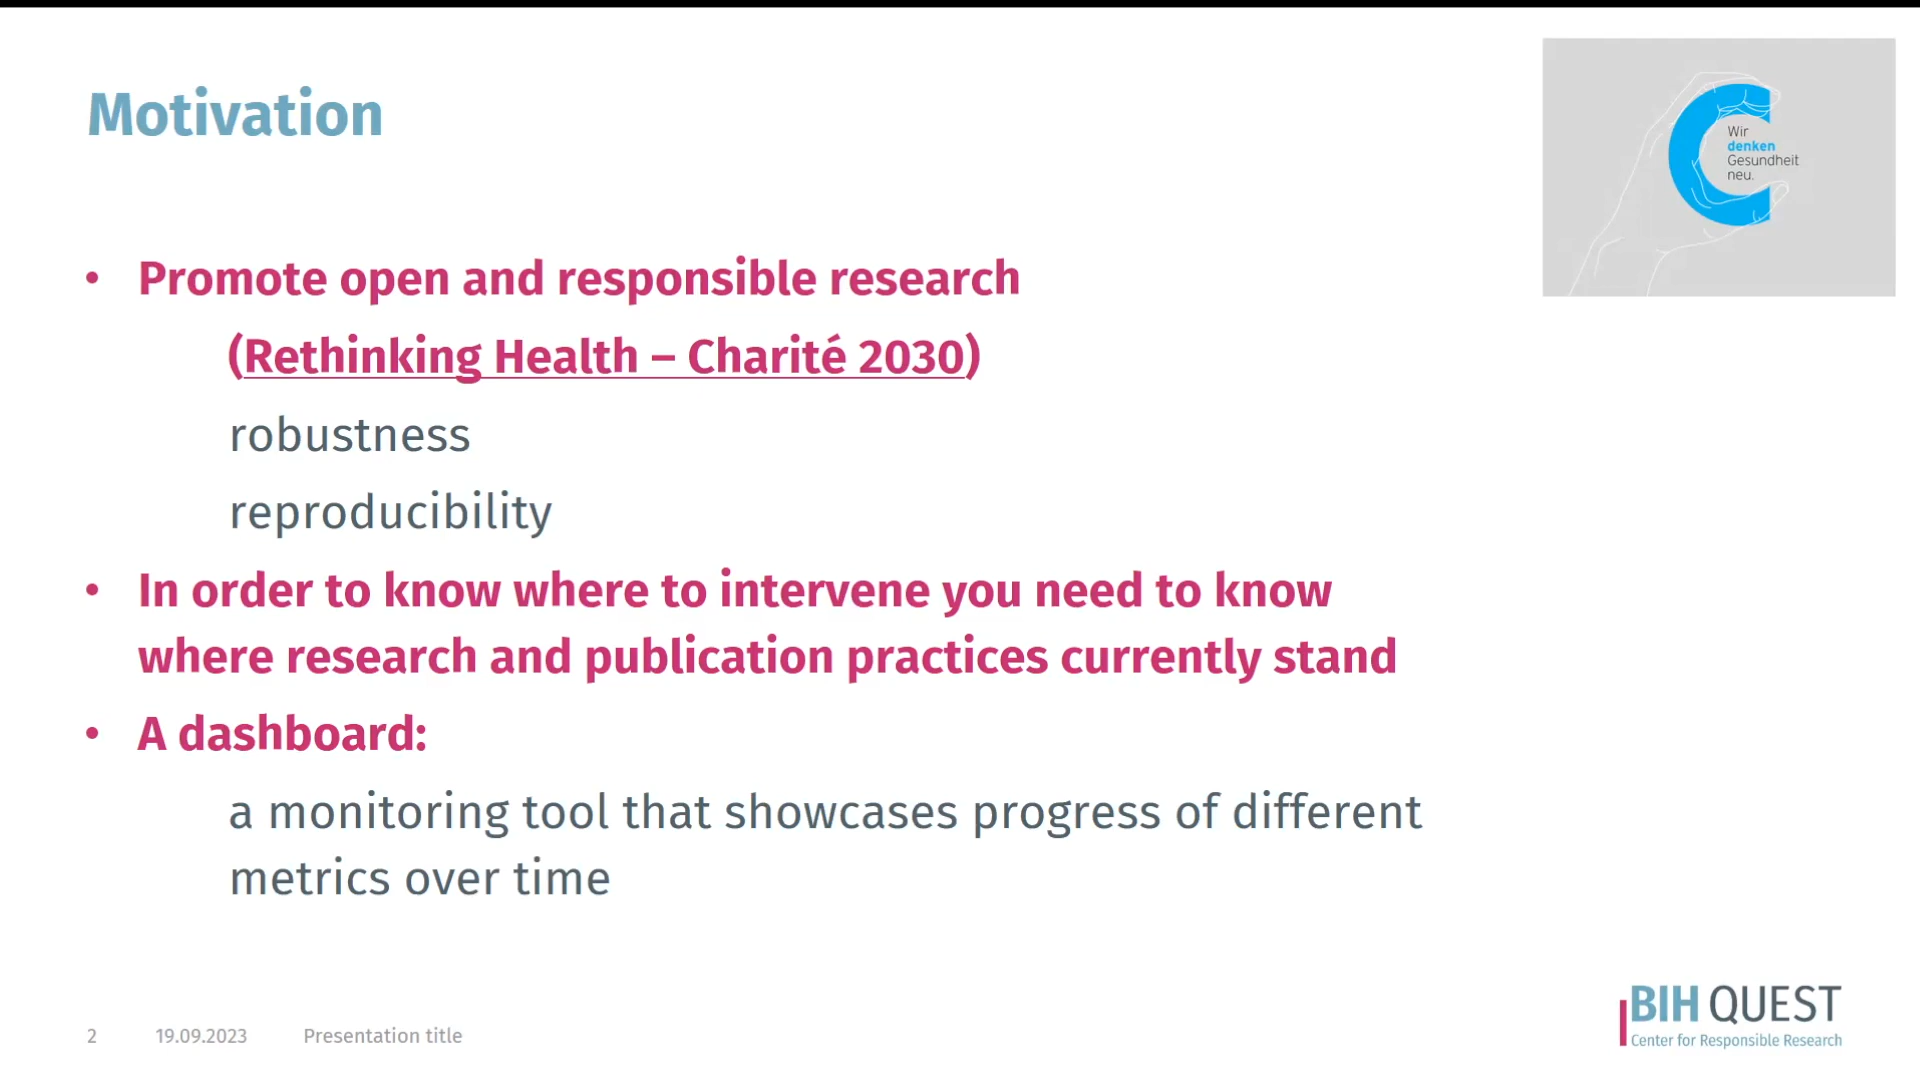 Motivation
Wir
denken
Gesundheit
neu.
• Promote open and responsible research
(Rethinking Health – Charité 2030)
robustness
reproducibility
• In order to know where to intervene you need to know
where research and publication practices currently stand
• A dashboard:
a monitoring tool that showcases progress of different
metrics over time
2 19.09.2023 Presentation title
BIH QUEST
Center for Responsible Research